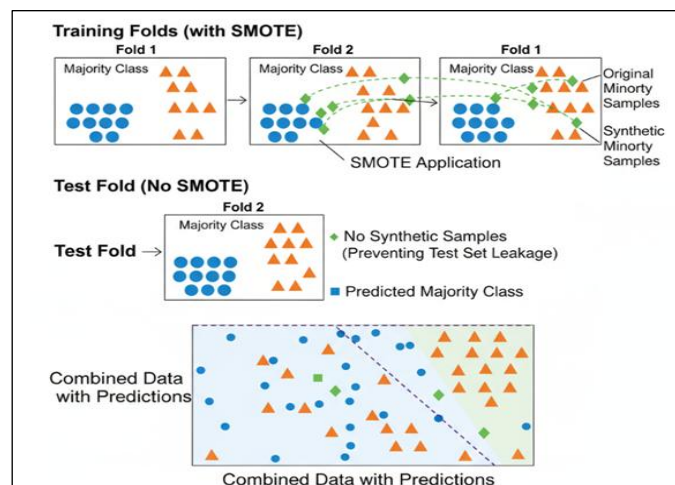 Training Folds (with SMOTE)
Fold 1
Fold 2
Fold 1
Majority Class
Majority Class
Majority Class
Original
Minorty
Samples
Synthetic
Minorty
Samples
SMOTE Application
Test Fold (No SMOTE)
Fold 2
Majority Class
Test Fold
No Synthetic Samples
(Preventing Test Set Leakage)
Predicted Majority Class
Combined Data
with Predictions
Combined Data with Predictions